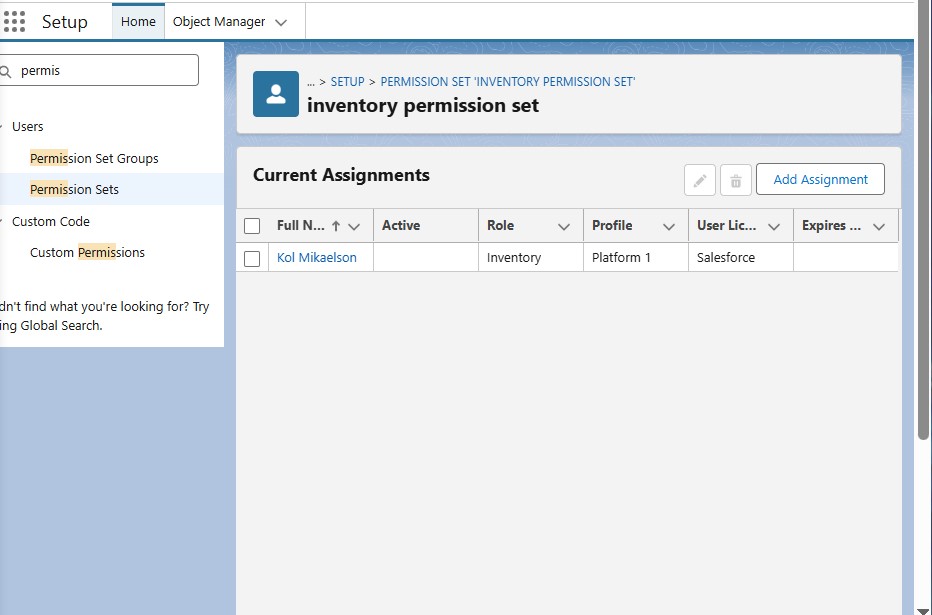 Setup Home Object Manager
permis
Users
Permission Set Groups
Permission Sets
Custom Code
Custom Permissions
dn't find what you're looking for? Try
ing Global Search.
... > SETUP > PERMISSION SET 'INVENTORY PERMISSION SET'
inventory permission set
Current Assignments
Add Assignment
Full N... Active Role Profile User Lic... Expires ...
Kol Mikaelson Inventory Platform 1 Salesforce